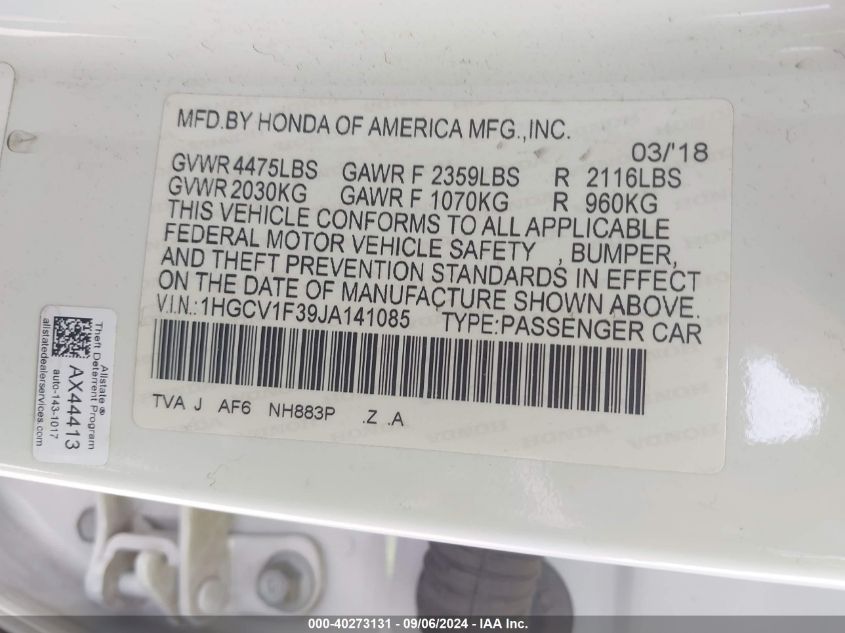 MFD.BY HONDA OF AMERICA MFG.,INC.
03/'18
GVWR 4475LBS GAWR F 2359LBS R 2116LBS
GVWR 2030KG GAWR F 1070KG R 960KG
THIS VEHICLE CONFORMS TO ALL APPLICABLE
FEDERAL MOTOR VEHICLE SAFETY , BUMPER,
AND THEFT PREVENTION STANDARDS IN EFFECT
ON THE DATE OF MANUFACTURE SHOWN ABOVE.
V.I.N.:1HGCV1F39JA141085 TYPE:PASSENGER CAR
TVA J AF6 NH883P .Z .A
Allstate®
Theft Deterrent Program
AX44413
auto-143-1017
allstatedealerservices.com
000-40273131 - 09/06/2024 - IAA Inc.